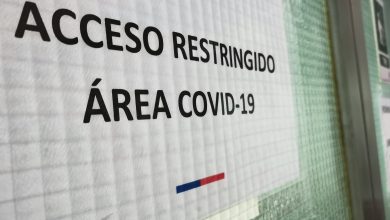 ACCESO RESTRINGIDO
ÁREA COVID-19